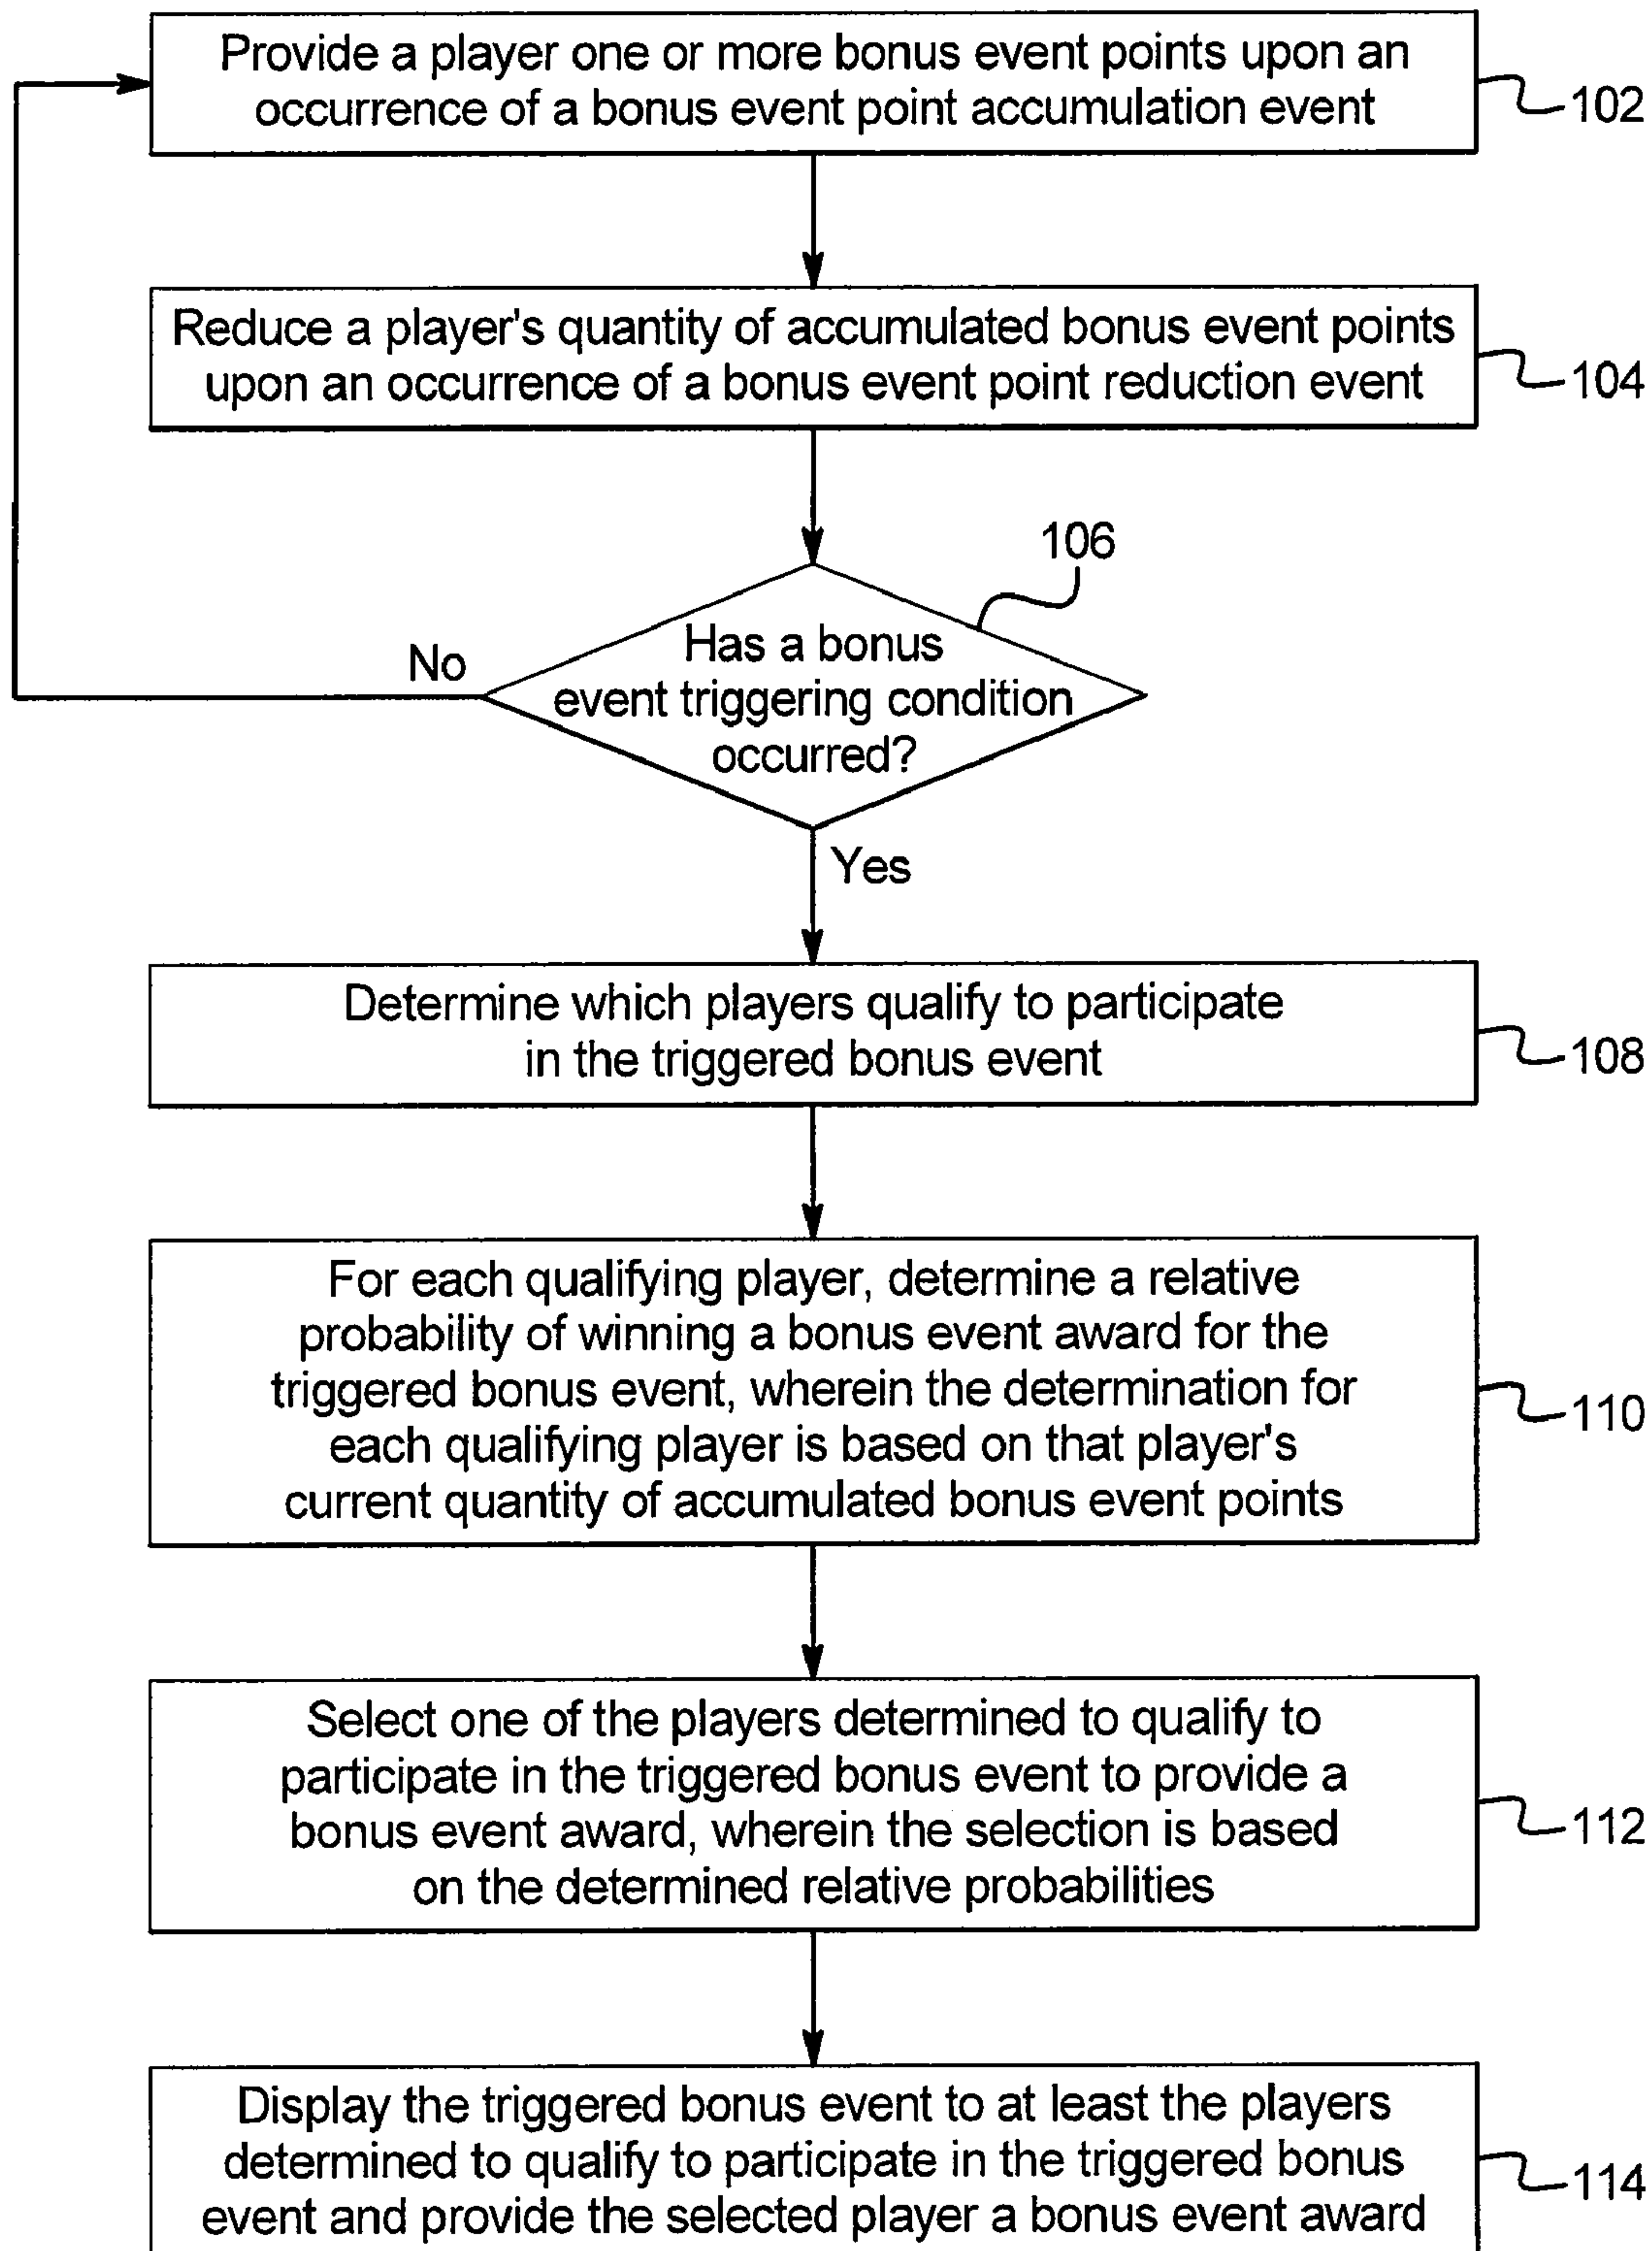 Provide a player one or more bonus event points upon an
occurrence of a bonus event point accumulation event
102
Reduce a player's quantity of accumulated bonus event points
upon an occurrence of a bonus event point reduction event
104
106
Has a bonus
event triggering condition
occurred?
No
Yes
Determine which players qualify to participate
in the triggered bonus event
108
For each qualifying player, determine a relative
probability of winning a bonus event award for the
triggered bonus event, wherein the determination for
each qualifying player is based on that player's
current quantity of accumulated bonus event points
110
Select one of the players determined to qualify to
participate in the triggered bonus event to provide a
bonus event award, wherein the selection is based
on the determined relative probabilities
112
Display the triggered bonus event to at least the players
determined to qualify to participate in the triggered bonus
event and provide the selected player a bonus event award
114